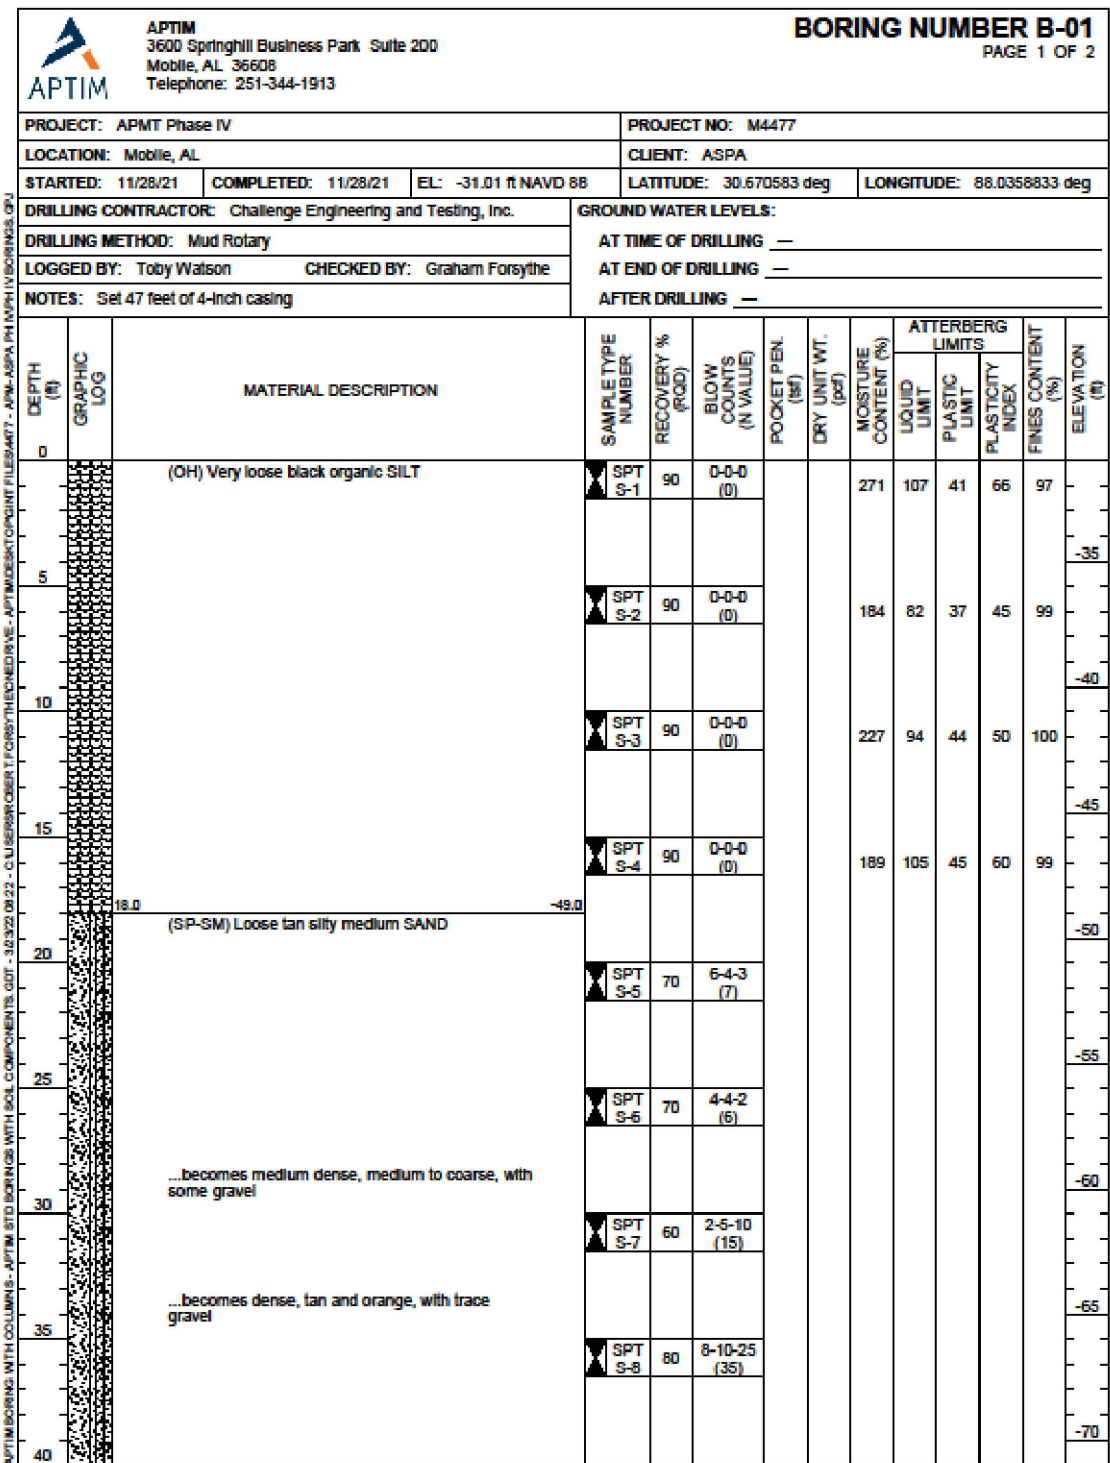 APTIM
APTIM
3600 Springhill Business Park Suite 200
Mobile, AL 36608
Telephone: 251-344-1913
BORING NUMBER B-01
PAGE 1 OF 2
PROJECT: APMT Phase IV
PROJECT NO: M4477
LOCATION: Mobile, AL
CLIENT: ASPA
STARTED: 11/28/21 COMPLETED: 11/28/21 EL: -31.01 ft NAVD 88 LATITUDE: 30.670583 deg LONGITUDE: 88.0358833 deg
DRILLING CONTRACTOR: Challenge Engineering and Testing, Inc.
GROUND WATER LEVELS:
DRILLING METHOD: Mud Rotary
AT TIME OF DRILLING —
LOGGED BY: Toby Watson CHECKED BY: Graham Forsythe
AT END OF DRILLING —
NOTES: Set 47 feet of 4-inch casing
AFTER DRILLING —
DEPTH (ft)
GRAPHIC LOG
MATERIAL DESCRIPTION
SAMPLE TYPE NUMBER
RECOVERY % (RQD)
BLOW COUNTS (N VALUE)
POCKET PEN. (tsf)
DRY UNIT WT. (pcf)
MOISTURE CONTENT (%)
ATTERBERG LIMITS
LIQUID LIMIT
PLASTIC LIMIT
PLASTICITY INDEX
FINES CONTENT (%)
ELEVATION (ft)
0
(OH) Very loose black organic SILT
SPT S-1 90 0-0-0 (0) 271 107 41 66 97
-35
5
SPT S-2 90 0-0-0 (0) 184 82 37 45 99
-40
10
SPT S-3 90 0-0-0 (0) 227 94 44 50 100
-45
15
SPT S-4 90 0-0-0 (0) 189 105 45 60 99
18.0 -49.0
(SP-SM) Loose tan silty medium SAND
-50
20
SPT S-5 70 6-4-3 (7)
-55
25
SPT S-6 70 4-4-2 (6)
...becomes medium dense, medium to coarse, with
some gravel
-60
30
SPT S-7 60 2-5-10 (15)
...becomes dense, tan and orange, with trace
gravel
-65
35
SPT S-8 80 8-10-25 (35)
-70
40